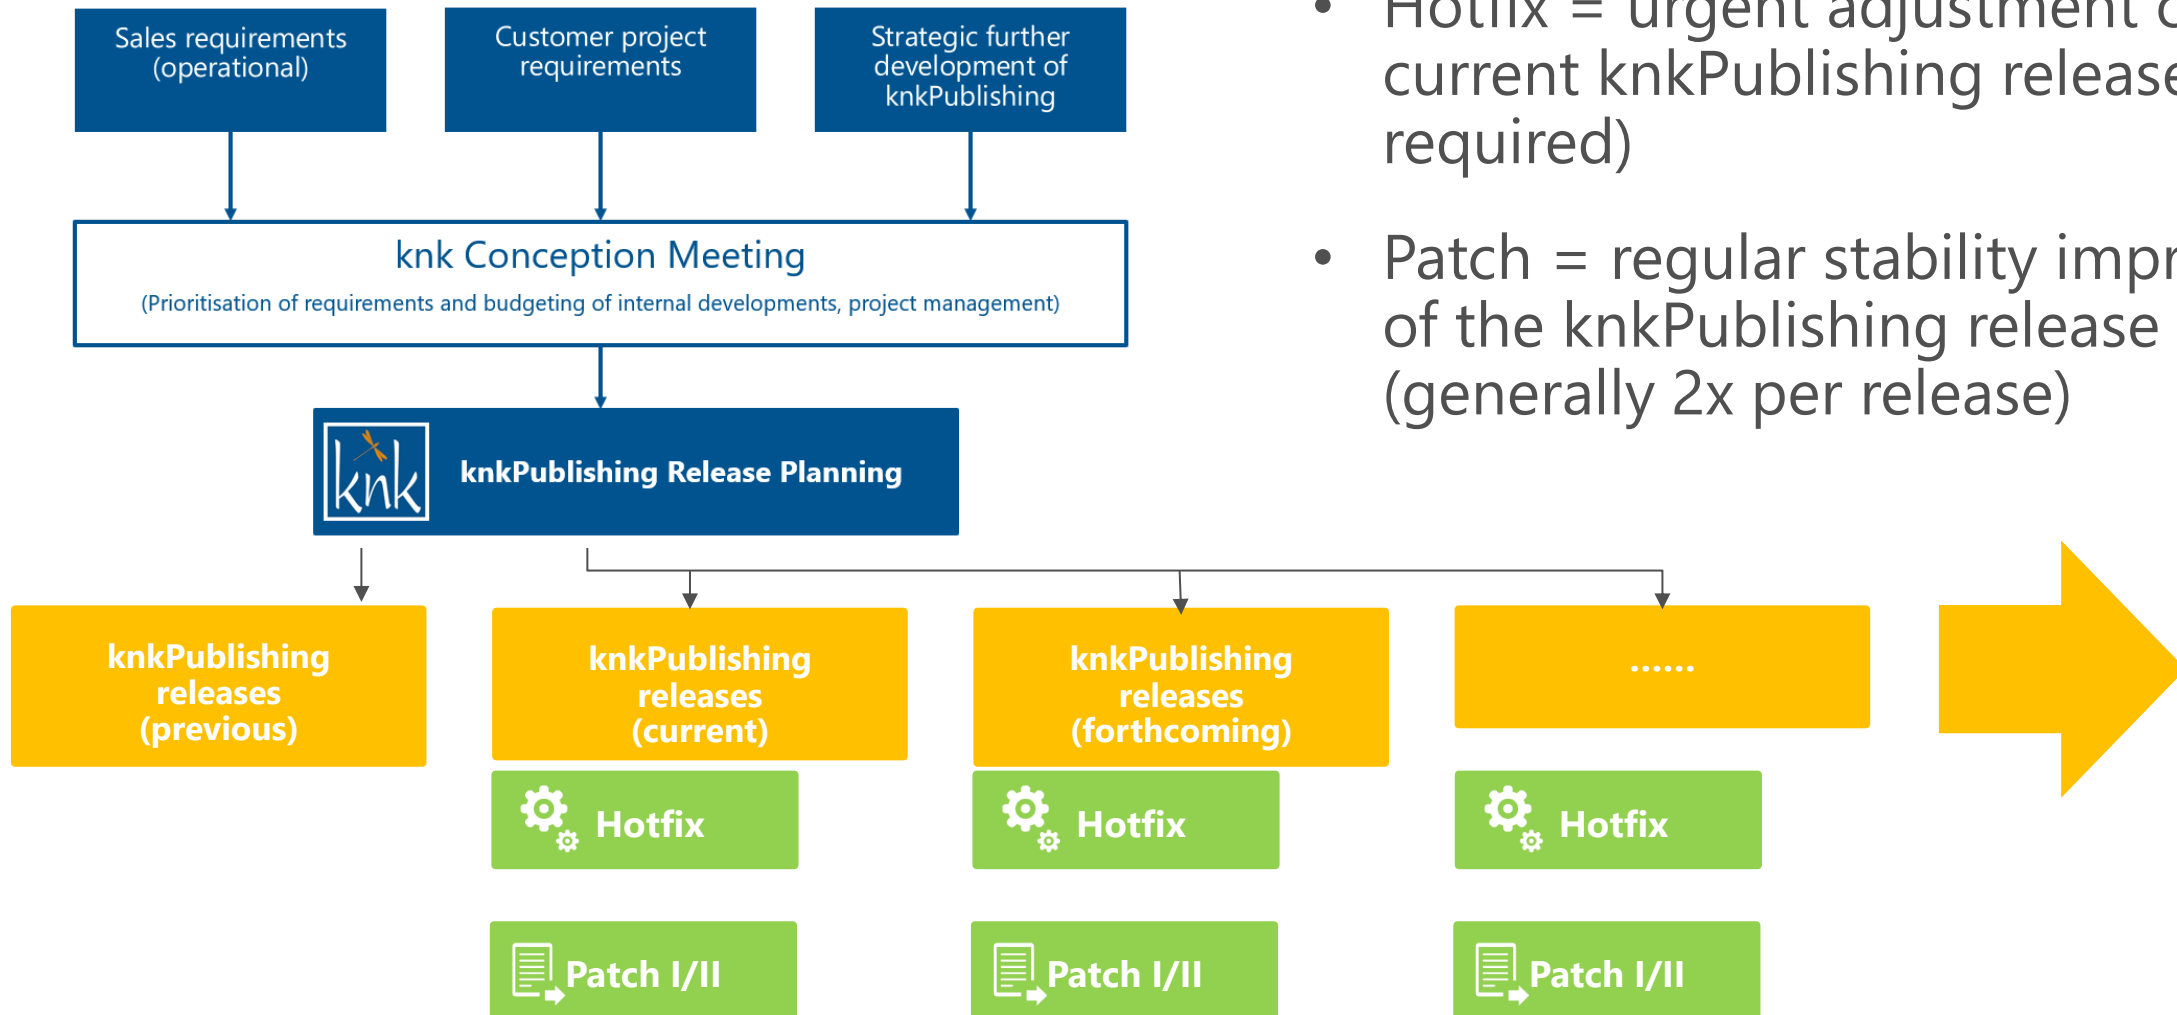 Sales requirements
(operational)
Customer project
requirements
Strategic further
development of
knkPublishing
knk Conception Meeting
(Prioritisation of requirements and budgeting of internal developments, project management)
knk
knkPublishing Release Planning
knkPublishing
releases
(previous)
knkPublishing
releases
(current)
knkPublishing
releases
(forthcoming)
......
Hotfix
Hotfix
Hotfix
Patch I/II
Patch I/II
Patch I/II
• Hotfix = urgent adjustment
current knkPublishing release
required)
• Patch = regular stability
of the knkPublishing release
(generally 2x per release)